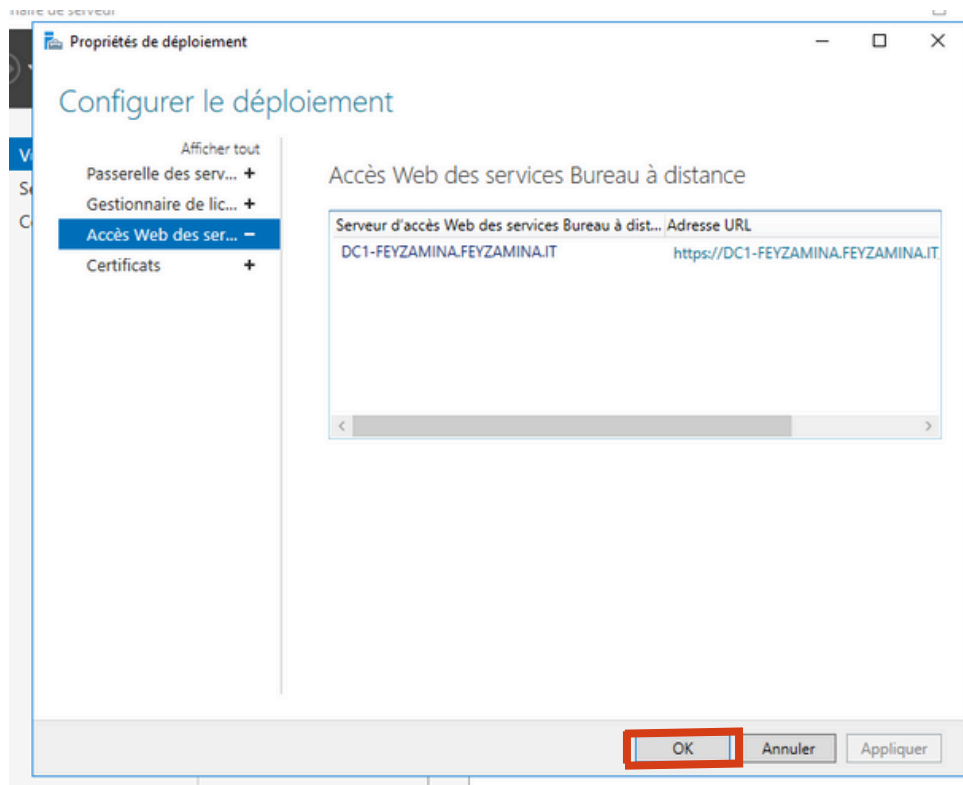 Propriétés de déploiement
Configurer le déploiement
Afficher tout
Passerelle des serv... +
Gestionnaire de lic... +
Accès Web des ser... –
Certificats +
Accès Web des services Bureau à distance
Serveur d'accès Web des services Bureau à dist... Adresse URL
DC1-FEYZAMINA.FEYZAMINA.IT https://DC1-FEYZAMINA.FEYZAMINA.IT
OK Annuler Appliquer